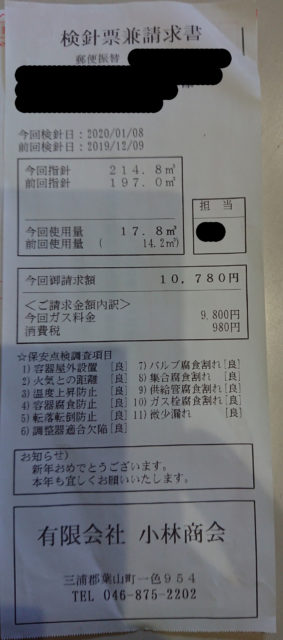 検針票兼請求書
郵便振替
今回検針日：2020/01/08
前回検針日：2019/12/09
今回指針 214.8㎥
前回指針 197.0㎥
今回使用量 17.8㎥
前回使用量 ( 14.2㎥)
担当
今回御請求額 10,780円
＜ご請求金額内訳＞
今回ガス料金 9,800円
消費税 980円
☆保安点検調査項目
1)容器屋外設置 [良]
2)火気との距離 [良]
3)温度上昇防止 [良]
4)容器腐食防止 [良]
5)転落転倒防止 [良]
6)調整器適合欠陥[良]
7)バルブ腐食割れ[良]
8)集合腐食割れ [良]
9)供給管腐食割れ[良]
10)ガス栓腐食割れ[良]
11)微少漏れ [良]
お知らせ)
新年おめでとうございます。
本年も宜しくお願いいたします。
有限会社 小林商会
三浦郡葉山町一色954
TEL 046-875-2202